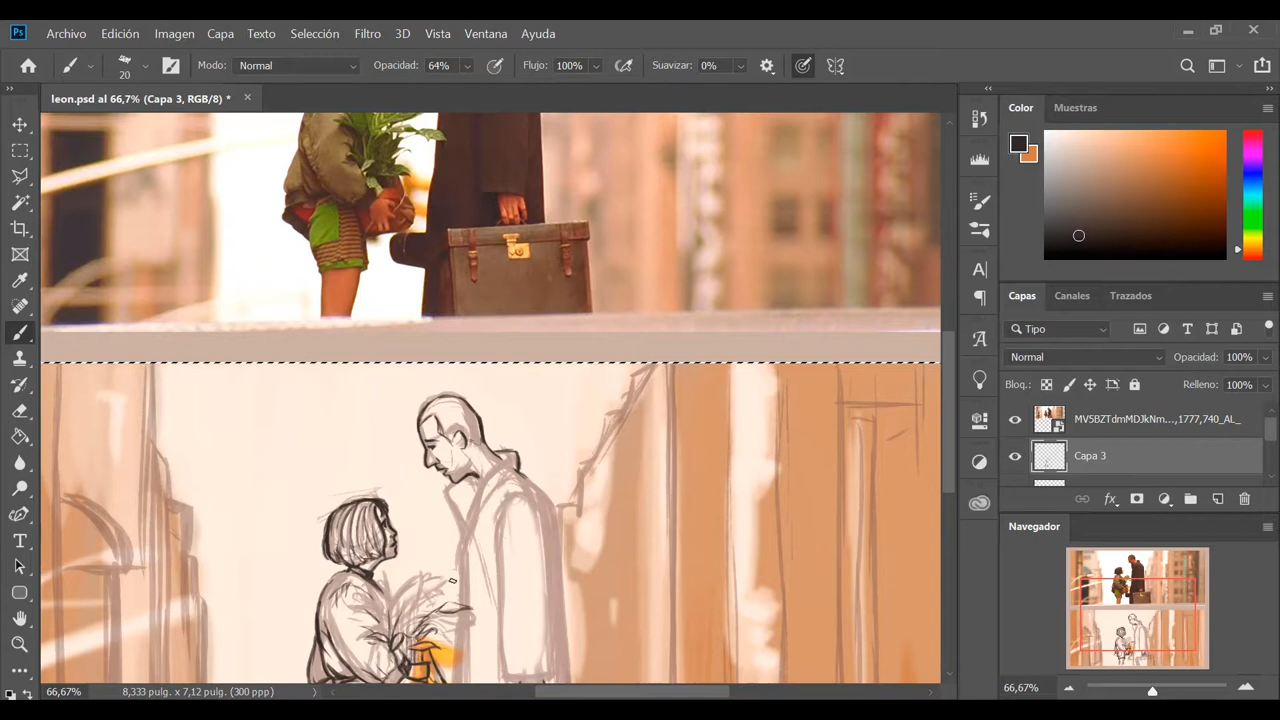 Ps Archivo Edición Imagen Capa Texto Selección Filtro 3D Vista Ventana Ayuda
20 Modo: Normal Opacidad: 64% Flujo: 100% Suavizar: 0%
leon.psd al 66,7% (Capa 3, RGB/8) *
Color Muestras
Capas Canales Trazados
Tipo
Normal Opacidad: 100%
Bloq.: Relleno: 100%
MV5BZTdmMDJkNm...,1777,740_AL_
Capa 3
fx
Navegador
66,67%
66,67% 8,333 pulg. x 7,12 pulg. (300 ppp)